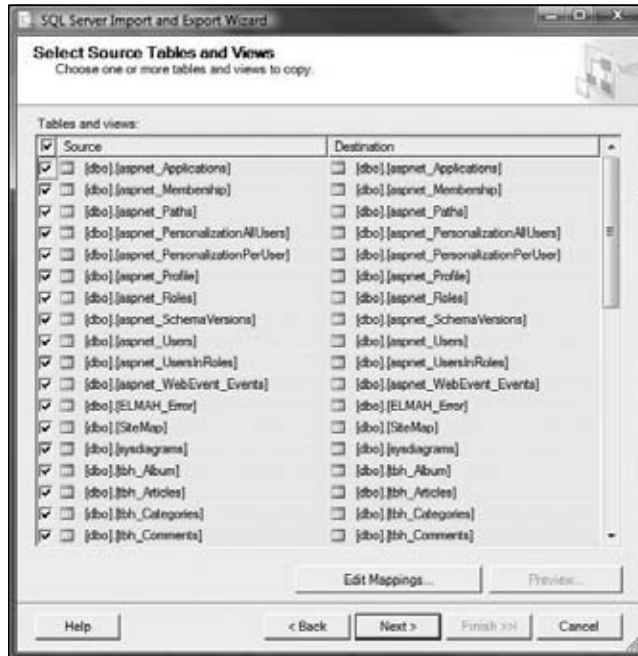 SQL Server Import and Export Wizard
Select Source Tables and Views
Choose one or more tables and views to copy.
Tables and views:
Source Destination
[dbo].[aspnet_Applications] [dbo].[aspnet_Applications]
[dbo].[aspnet_Membership] [dbo].[aspnet_Membership]
[dbo].[aspnet_Paths] [dbo].[aspnet_Paths]
[dbo].[aspnet_PersonalizationAllUsers] [dbo].[aspnet_PersonalizationAllUsers]
[dbo].[aspnet_PersonalizationPerUser] [dbo].[aspnet_PersonalizationPerUser]
[dbo].[aspnet_Profile] [dbo].[aspnet_Profile]
[dbo].[aspnet_Roles] [dbo].[aspnet_Roles]
[dbo].[aspnet_SchemaVersions] [dbo].[aspnet_SchemaVersions]
[dbo].[aspnet_Users] [dbo].[aspnet_Users]
[dbo].[aspnet_UsersInRoles] [dbo].[aspnet_UsersInRoles]
[dbo].[aspnet_WebEvent_Events] [dbo].[aspnet_WebEvent_Events]
[dbo].[ELMAH_Error] [dbo].[ELMAH_Error]
[dbo].[SiteMap] [dbo].[SiteMap]
[dbo].[sysdiagrams] [dbo].[sysdiagrams]
[dbo].[tbh_Album] [dbo].[tbh_Album]
[dbo].[tbh_Articles] [dbo].[tbh_Articles]
[dbo].[tbh_Categories] [dbo].[tbh_Categories]
[dbo].[tbh_Comments] [dbo].[tbh_Comments]
Edit Mappings... Preview...
Help < Back Next > Finish >>| Cancel